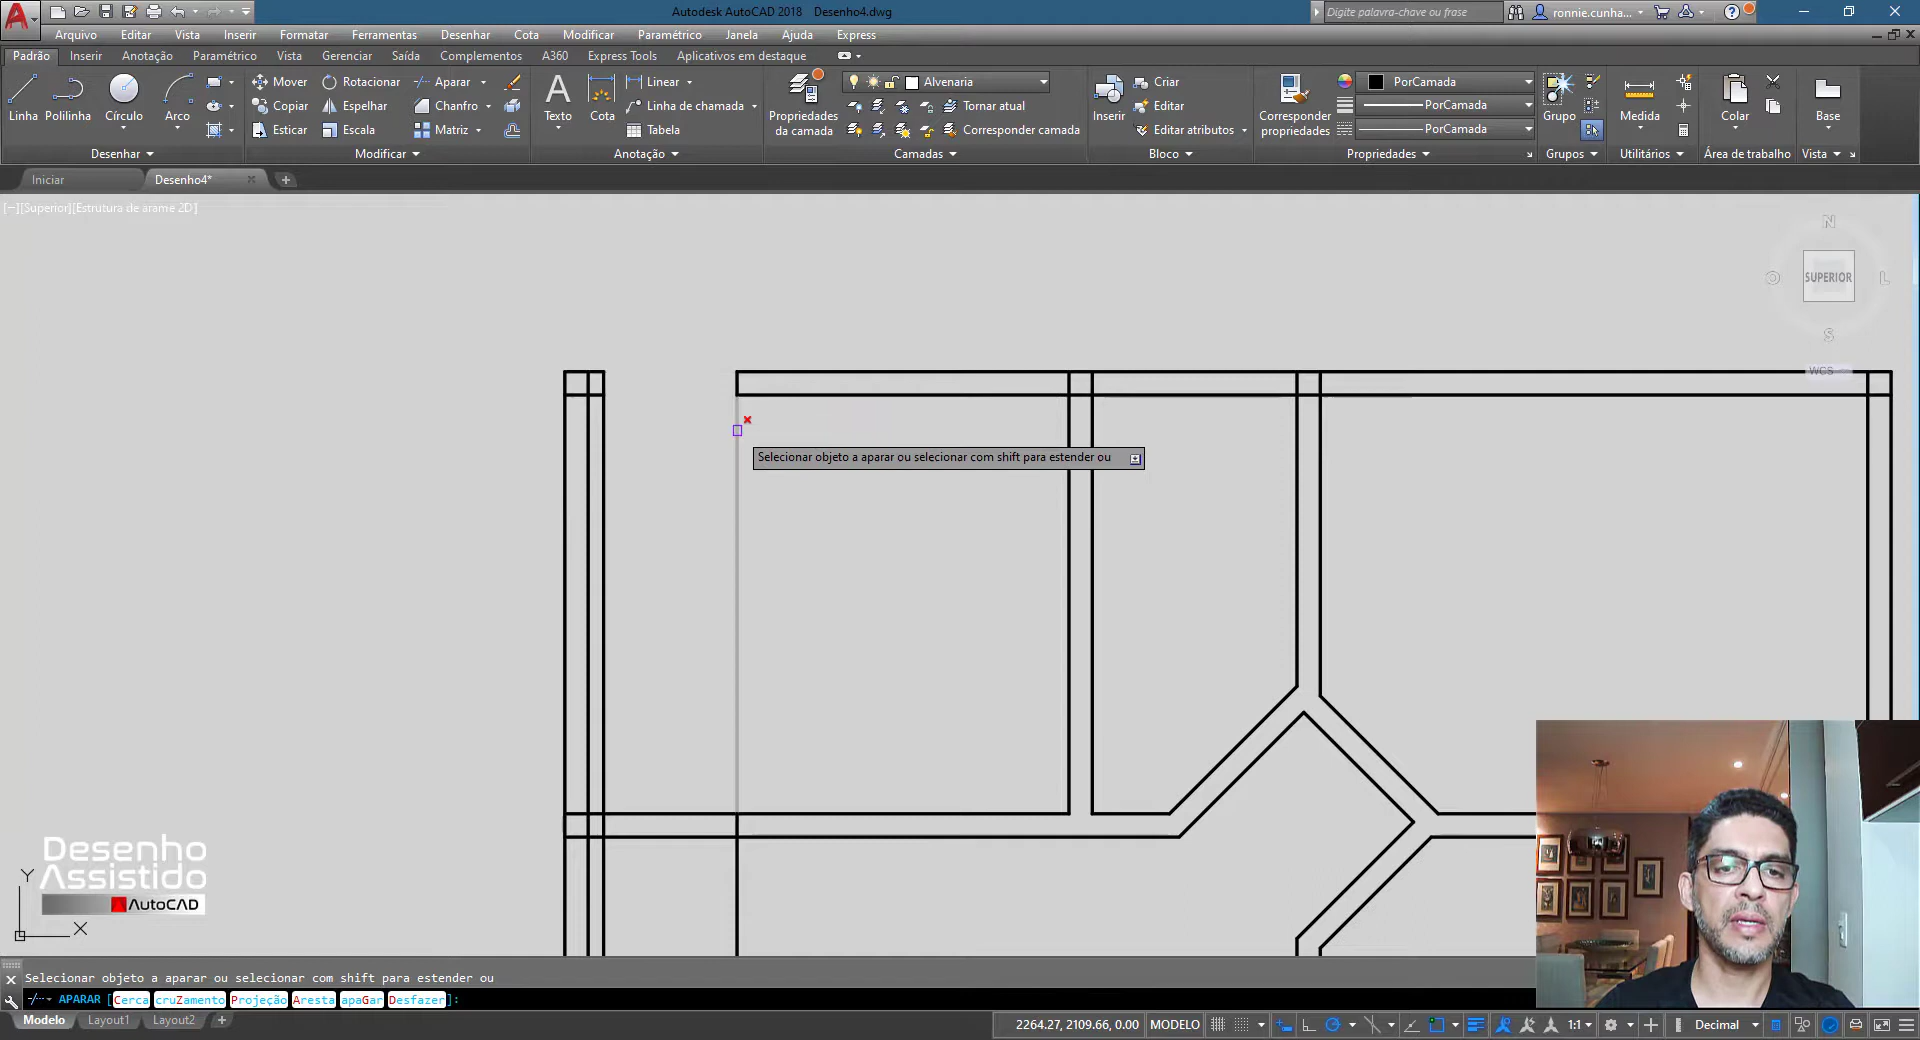 Autodesk AutoCAD 2018 Desenho4.dwg
Digite palavra-chave ou frase
ronnie.cunha...
Arquivo Editar Vista Inserir Formatar Ferramentas Desenhar Cota Modificar Paramétrico Janela Ajuda Express
Padrão Inserir Anotação Paramétrico Vista Gerenciar Saída Complementos A360 Express Tools Aplicativos em destaque
Linha Polilinha Círculo Arco
Mover Rotacionar Aparar
Copiar Espelhar Chanfro
Esticar Escala Matriz
Texto Cota
Linear
Linha de chamada
Tabela
Propriedades da camada
Alvenaria
Tornar atual
Corresponder camada
Inserir
Criar
Editar
Editar atributos
Corresponder propriedades
PorCamada
PorCamada
PorCamada
Grupo Medida Colar Base
Desenhar Modificar Anotação Camadas Bloco Propriedades Grupos Utilitários Área de trabalho Vista
Iniciar Desenho4*
[−][Superior][Estrutura de arame 2D]
N
O SUPERIOR L
S
WCS
Selecionar objeto a aparar ou selecionar com shift para estender ou
Desenho
Assistido
AutoCAD
Y
X
Selecionar objeto a aparar ou selecionar com shift para estender ou
APARAR [Cerca cruZamento Projeção Aresta apaGar Desfazer]:
Modelo Layout1 Layout2 +
2264.27, 2109.66, 0.00 MODELO 1:1 Decimal